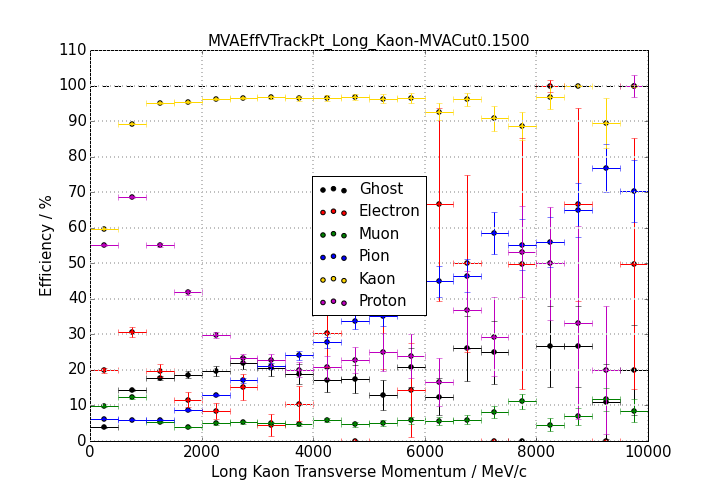 MVAEffVTrackPt_Long_Kaon-MVACut0.1500
Efficiency / %
110
100
90
80
70
60
50
40
30
20
10
0
Ghost
Electron
Muon
Pion
Kaon
Proton
0 2000 4000 6000 8000 10000
Long Kaon Transverse Momentum / MeV/c